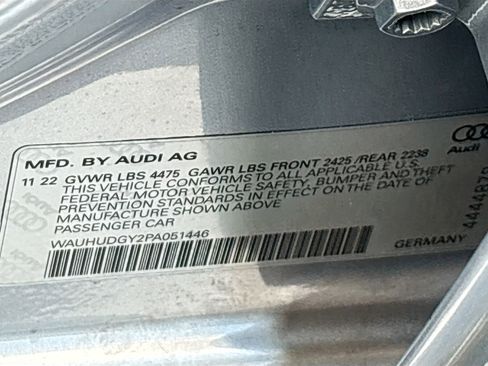 MFD. BY AUDI AG
11 22 GVWR LBS 4475 GAWR LBS FRONT 2425/REAR 2238
THIS VEHICLE CONFORMS TO ALL APPLICABLE U.S.
FEDERAL MOTOR VEHICLE SAFETY, BUMPER AND THEFT
PREVENTION STANDARDS IN EFFECT ON THE DATE OF
MANUFACTURE SHOWN ABOVE
PASSENGER CAR
WAUHUDGY2PA051446
GERMANY
Audi